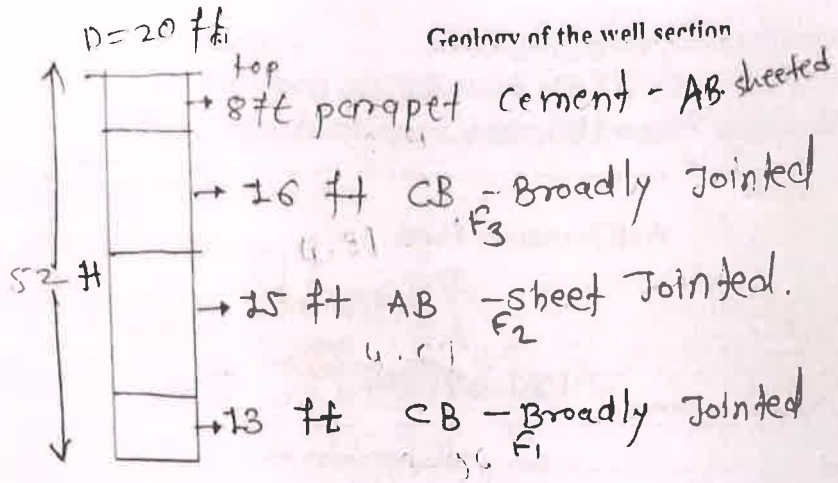 D=20 ft
Geology of the well section
top
8ft parapet cement - AB. sheeted
16 ft CB - Broadly Jointed
F3
52 ft
15 ft AB - sheet Jointed.
F2
13 ft CB - Broadly Jointed
F1